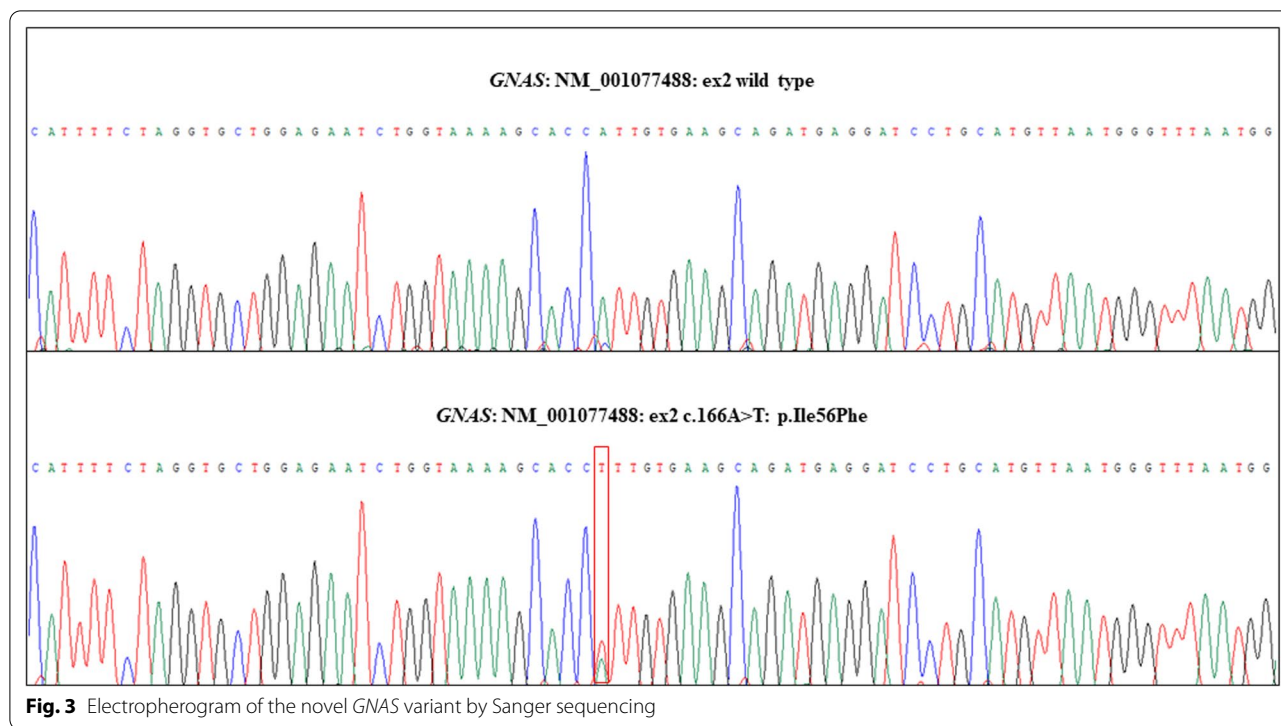 GNAS: NM_001077488: ex2 wild type
C A T T T T C T A G G T G C T G G A G A A T C T G G T A A A A G C A C C A T T G T G A A G C A G A T G A G G A T C C T G C A T G T T A A T G G G T T T A A T G G
GNAS: NM_001077488: ex2 c.166A>T: p.Ile56Phe
C A T T T T C T A G G T G C T G G A G A A T C T G G T A A A A G C A C C T T T G T G A A G C A G A T G A G G A T C C T G C A T G T T A A T G G G T T T A A T G G
Fig. 3 Electropherogram of the novel GNAS variant by Sanger sequencing